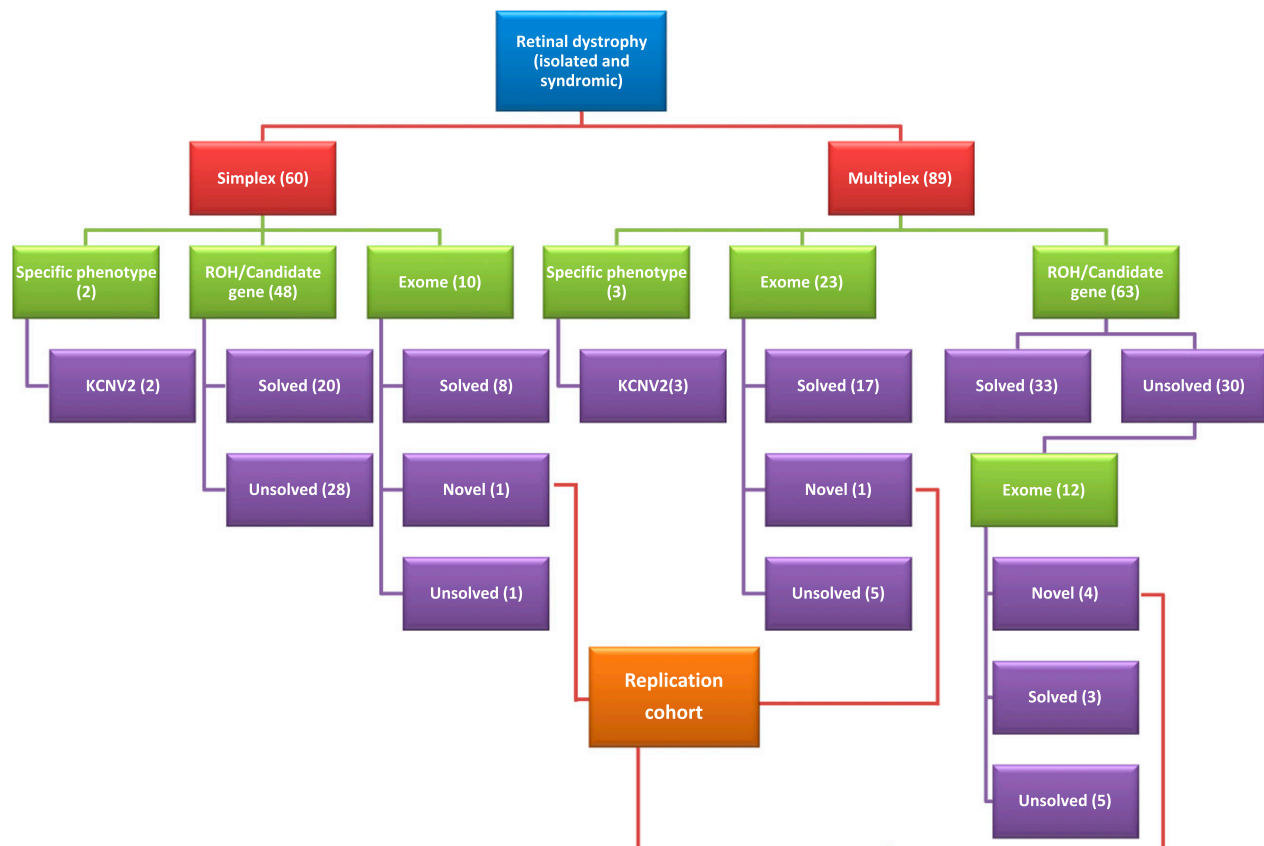 Retinal dystrophy
(isolated and
syndromic)
Simplex (60)
Multiplex (89)
Specific phenotype
(2)
ROH/Candidate
gene (48)
Exome (10)
Specific phenotype
(3)
Exome (23)
ROH/Candidate
gene (63)
KCNV2 (2)
Solved (20)
Solved (8)
KCNV2(3)
Solved (17)
Solved (33)
Unsolved (30)
Unsolved (28)
Novel (1)
Novel (1)
Exome (12)
Unsolved (1)
Unsolved (5)
Novel (4)
Replication
cohort
Solved (3)
Unsolved (5)